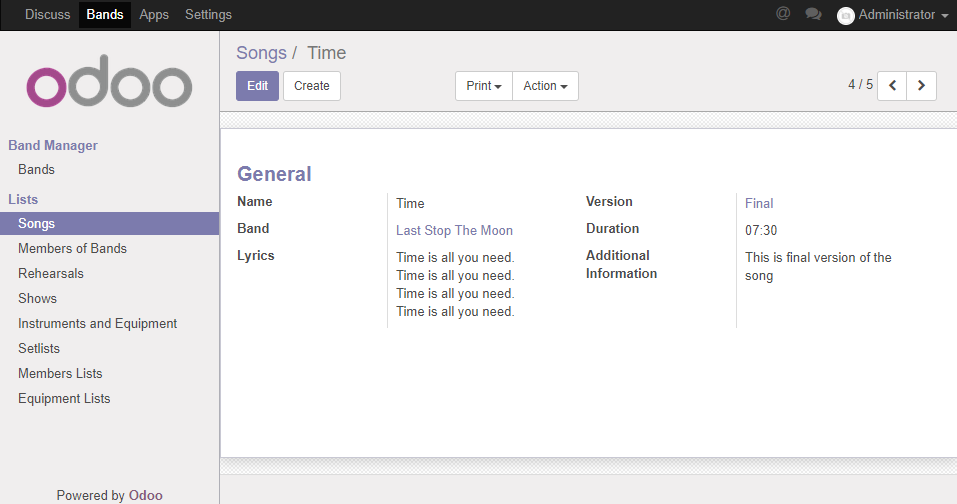 Discuss Bands Apps Settings
@ Administrator
odoo
Band Manager
Bands
Lists
Songs
Members of Bands
Rehearsals
Shows
Instruments and Equipment
Setlists
Members Lists
Equipment Lists
Powered by Odoo
Songs / Time
Edit Create Print Action 4 / 5
General
Name Time
Band Last Stop The Moon
Lyrics Time is all you need.
Time is all you need.
Time is all you need.
Time is all you need.
Version Final
Duration 07:30
Additional This is final version of the
Information song